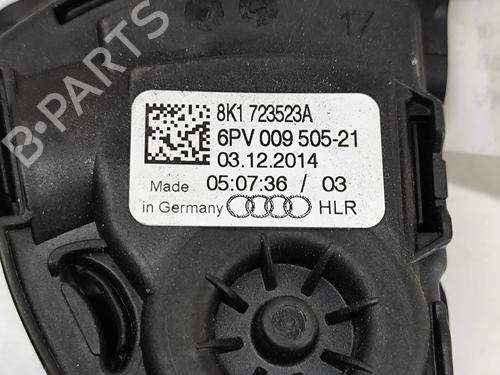 17
8K1 723523A
6PV 009 505-21
03.12.2014
Made 05:07:36 / 03
in Germany HLR
B-PARTS